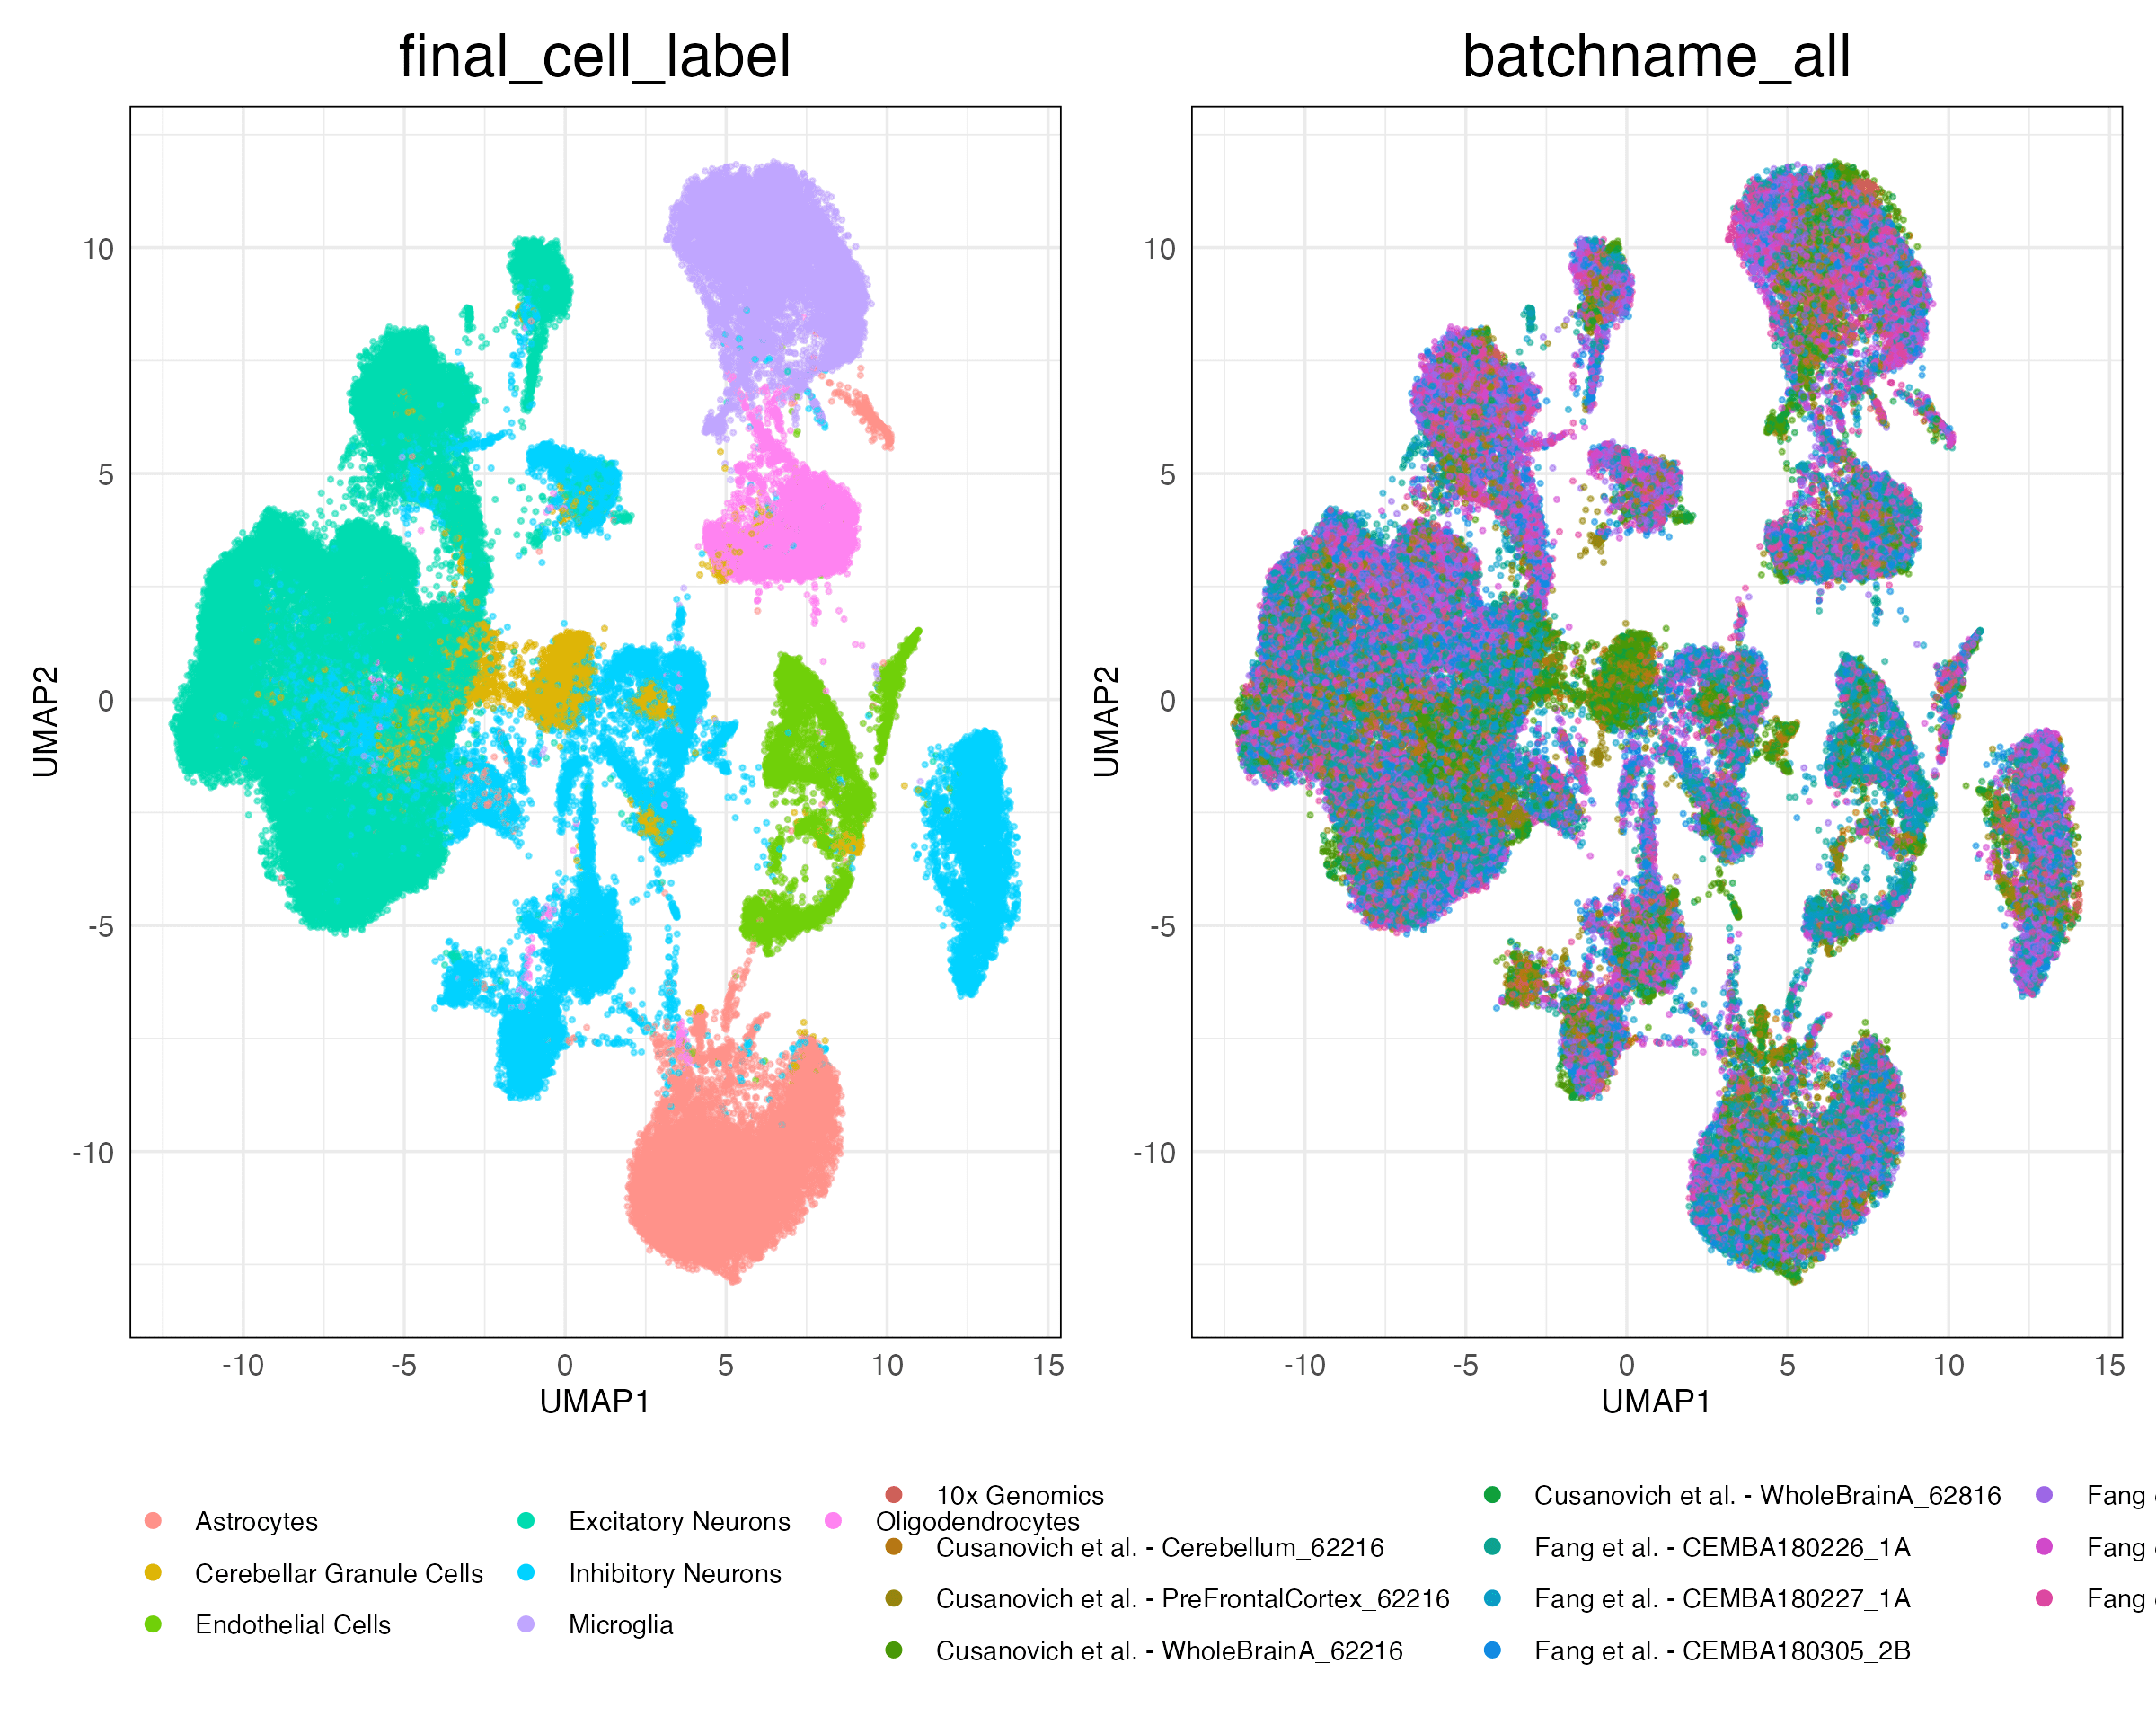 final_cell_label
batchname_all
UMAP2
10
5
0
-5
-10
-10
-5
0
5
10
15
UMAP1
UMAP2
10
5
0
-5
-10
-10
-5
0
5
10
15
UMAP1
Astrocytes
Cerebellar Granule Cells
Endothelial Cells
Excitatory Neurons
Inhibitory Neurons
Microglia
Oligodendrocytes
10x Genomics
Cusanovich et al. - Cerebellum_62216
Cusanovich et al. - PreFrontalCortex_62216
Cusanovich et al. - WholeBrainA_62216
Cusanovich et al. - WholeBrainA_62816
Fang et al. - CEMBA180226_1A
Fang et al. - CEMBA180227_1A
Fang et al. - CEMBA180305_2B
Fang
Fang
Fang